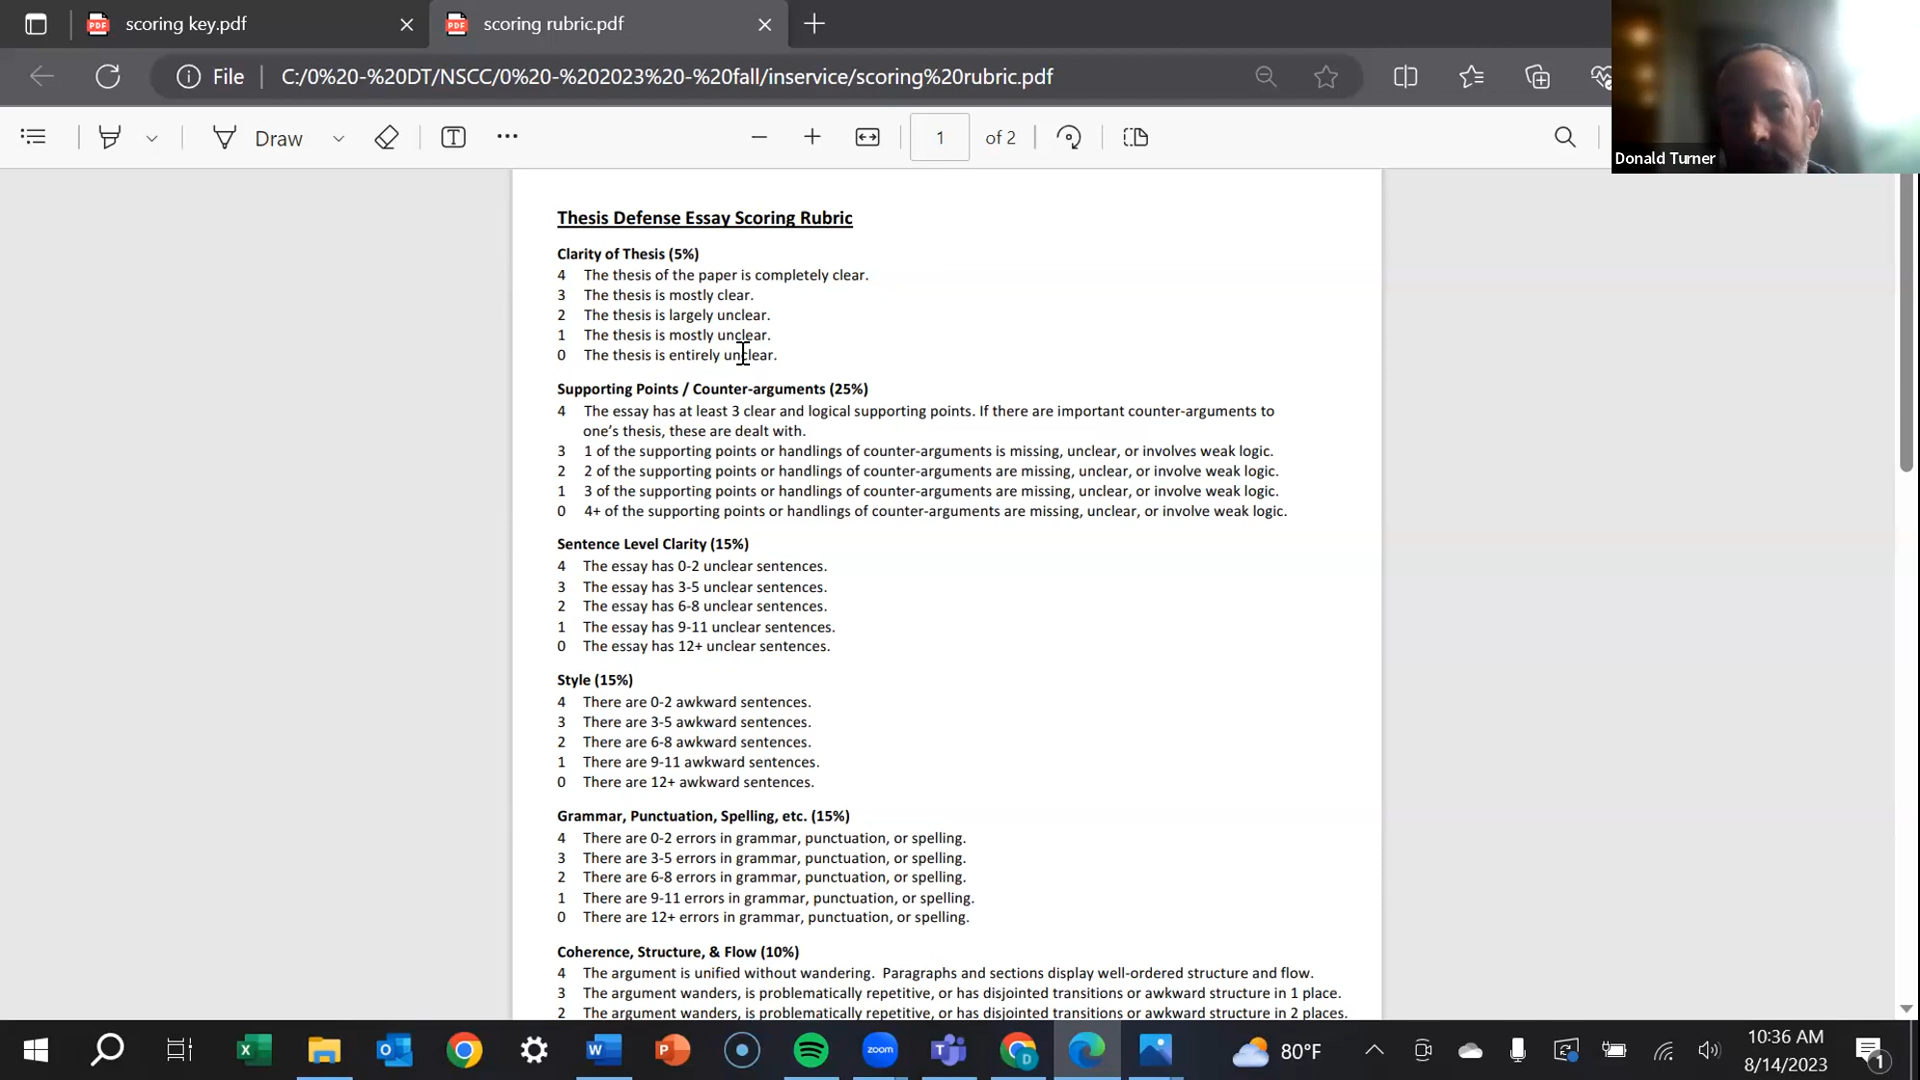 scoring key.pdf
scoring rubric.pdf
File
C:/0%20-%20DT/NSCC/0%20-%202023%20-%20fall/inservice/scoring%20rubric.pdf
Draw
1 of 2
Donald Turner
Thesis Defense Essay Scoring Rubric
Clarity of Thesis (5%)
4 The thesis of the paper is completely clear.
3 The thesis is mostly clear.
2 The thesis is largely unclear.
1 The thesis is mostly unclear.
0 The thesis is entirely unclear.
Supporting Points / Counter-arguments (25%)
4 The essay has at least 3 clear and logical supporting points. If there are important counter-arguments to
one’s thesis, these are dealt with.
3 1 of the supporting points or handlings of counter-arguments is missing, unclear, or involves weak logic.
2 2 of the supporting points or handlings of counter-arguments are missing, unclear, or involve weak logic.
1 3 of the supporting points or handlings of counter-arguments are missing, unclear, or involve weak logic.
0 4+ of the supporting points or handlings of counter-arguments are missing, unclear, or involve weak logic.
Sentence Level Clarity (15%)
4 The essay has 0-2 unclear sentences.
3 The essay has 3-5 unclear sentences.
2 The essay has 6-8 unclear sentences.
1 The essay has 9-11 unclear sentences.
0 The essay has 12+ unclear sentences.
Style (15%)
4 There are 0-2 awkward sentences.
3 There are 3-5 awkward sentences.
2 There are 6-8 awkward sentences.
1 There are 9-11 awkward sentences.
0 There are 12+ awkward sentences.
Grammar, Punctuation, Spelling, etc. (15%)
4 There are 0-2 errors in grammar, punctuation, or spelling.
3 There are 3-5 errors in grammar, punctuation, or spelling.
2 There are 6-8 errors in grammar, punctuation, or spelling.
1 There are 9-11 errors in grammar, punctuation, or spelling.
0 There are 12+ errors in grammar, punctuation, or spelling.
Coherence, Structure, & Flow (10%)
4 The argument is unified without wandering. Paragraphs and sections display well-ordered structure and flow.
3 The argument wanders, is problematically repetitive, or has disjointed transitions or awkward structure in 1 place.
2 The argument wanders, is problematically repetitive, or has disjointed transitions or awkward structure in 2 places.
zoom
80°F
10:36 AM
8/14/2023
1